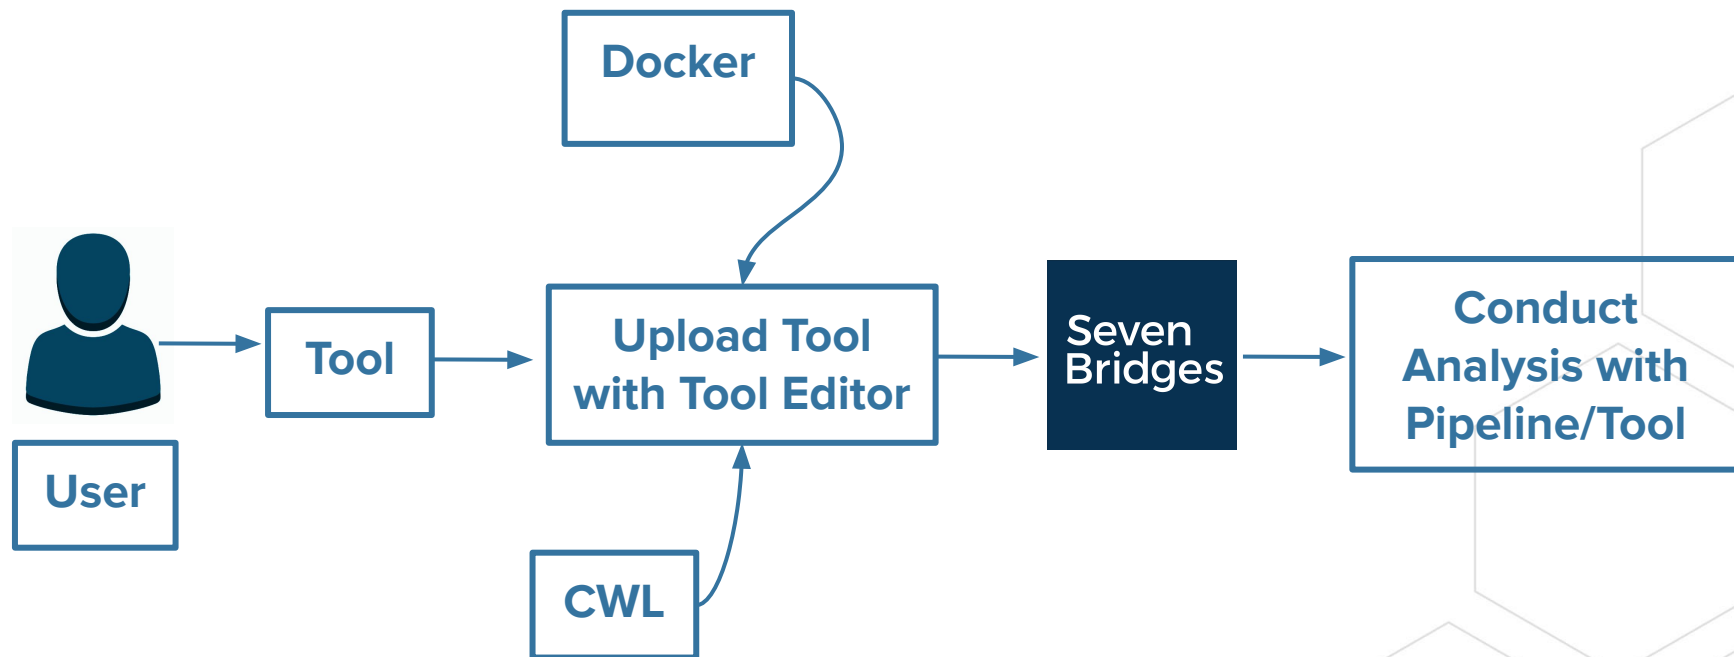 Docker
User
Tool
Upload Tool
with Tool Editor
CWL
Seven
Bridges
Conduct
Analysis with
Pipeline/Tool